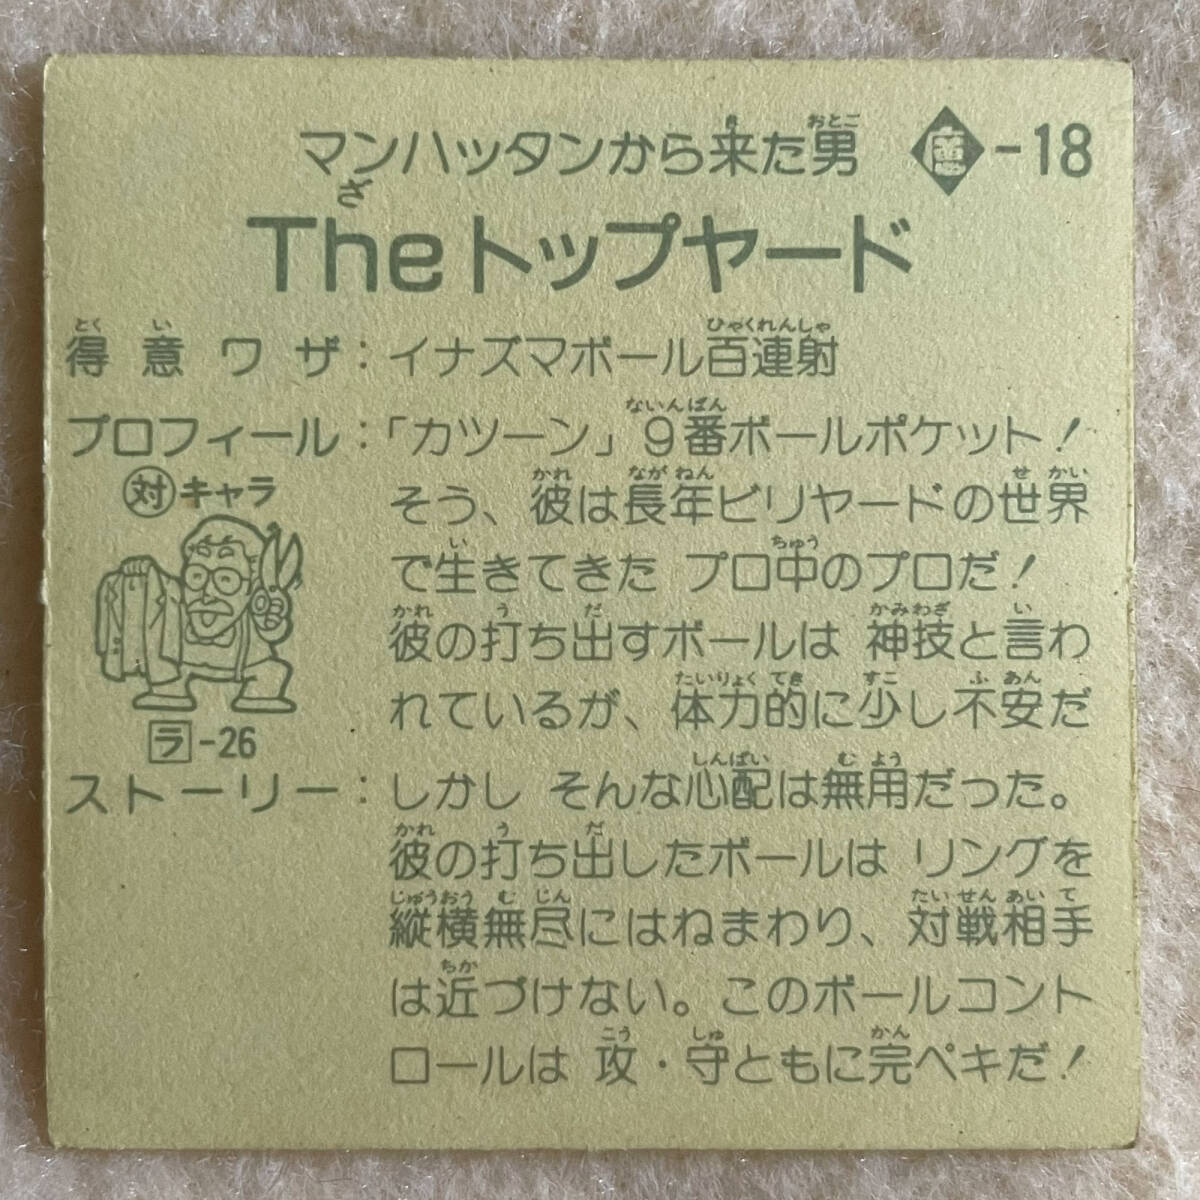 マンハッタンから来た男 -18
Theトップヤード
得意ワザ：イナズマボール百連射
プロフィール：「カツーン」9番ボールポケット！
そう、彼は長年ビリヤードの世界
で生きてきた プロ中のプロだ！
彼の打ち出すボールは 神技と言わ
れているが、体力的に少し不安だ
対キャラ
ラ-26
ストーリー：しかし そんな心配は無用だった。
彼の打ち出したボールは リングを
縦横無尽にはねまわり、対戦相手
は近づけない。このボールコント
ロールは 攻・守ともに完ペキだ！